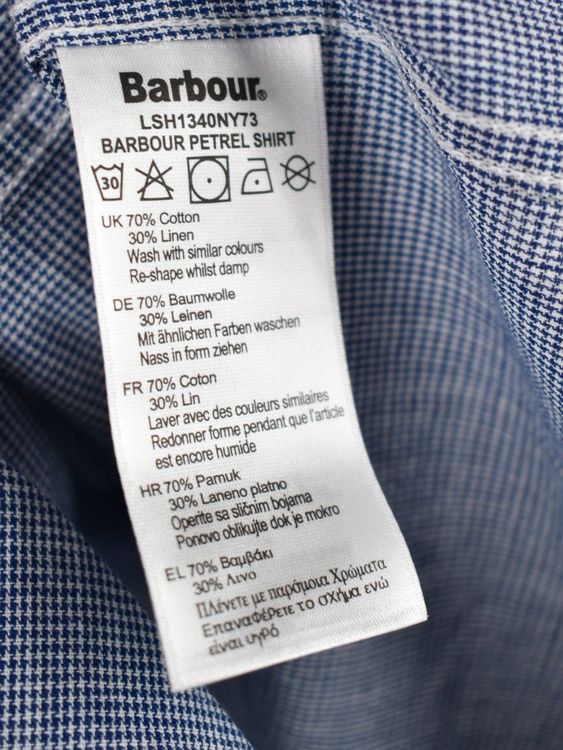 Barbour®
LSH1340NY73
BARBOUR PETREL SHIRT
30
UK 70% Cotton
30% Linen
Wash with similar colours
Re-shape whilst damp
DE 70% Baumwolle
30% Leinen
Mit ähnlichen Farben waschen
Nass in form ziehen
FR 70% Coton
30% Lin
Laver avec des couleurs similaires
Redonner forme pendant que l'article
est encore humide
HR 70% Pamuk
30% Laneno platno
Operite sa sličnim bojama
Ponovo oblikujte dok je mokro
EL 70% Βαμβάκι
30% Λινο
Πλένετε με παρόμοια Χρώματα
Επαναφέρετε το σχήμα ενώ
είναι υγρό